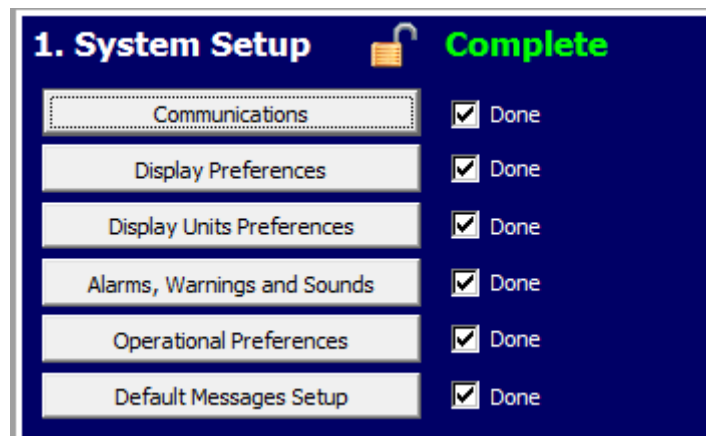 1. System Setup Complete
Communications Done
Display Preferences Done
Display Units Preferences Done
Alarms, Warnings and Sounds Done
Operational Preferences Done
Default Messages Setup Done